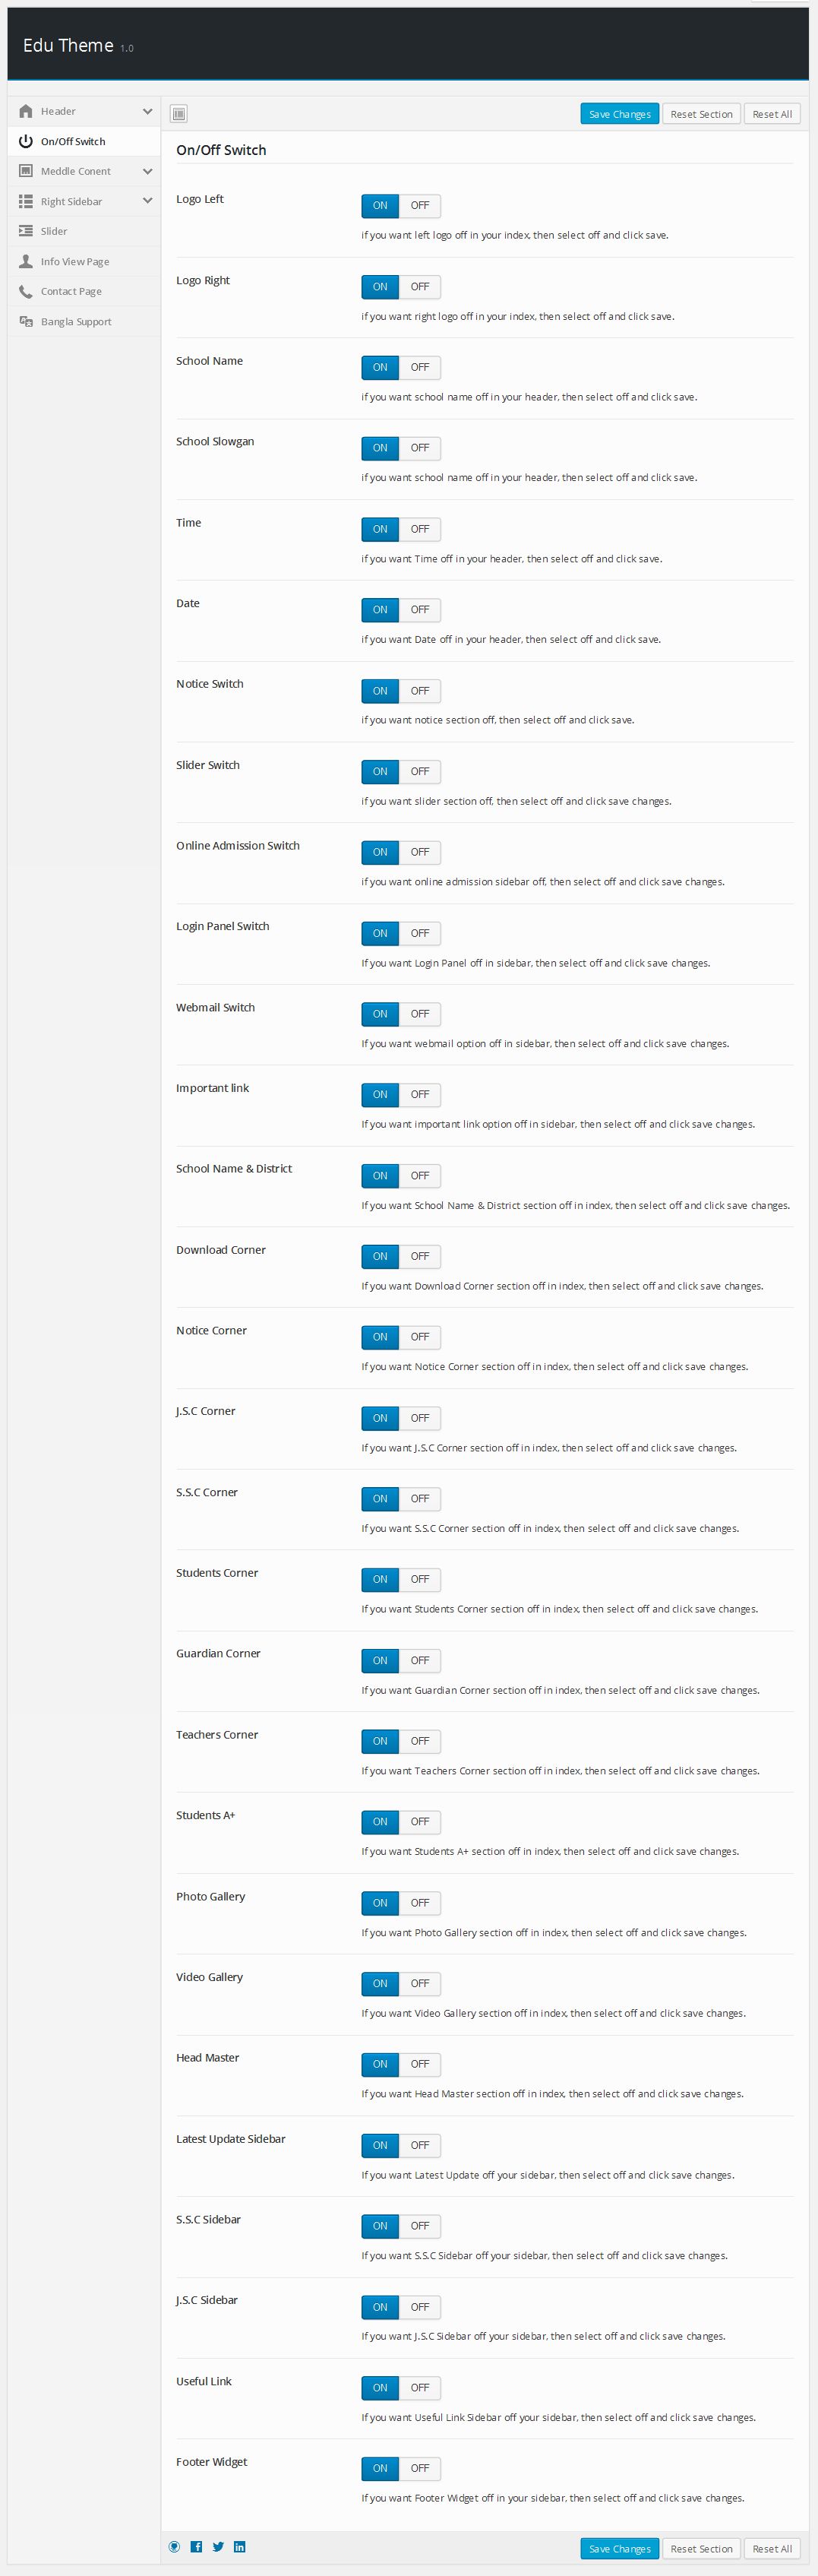 Edu Theme 1.0
Header
On/Off Switch
Meddle Conent
Right Sidebar
Slider
Info View Page
Contact Page
Bangla Support
Save Changes Reset Section Reset All
On/Off Switch
Logo Left
ON OFF
if you want left logo off in your index, then select off and click save.
Logo Right
ON OFF
if you want right logo off in your index, then select off and click save.
School Name
ON OFF
if you want school name off in your header, then select off and click save.
School Slowgan
ON OFF
if you want school name off in your header, then select off and click save.
Time
ON OFF
if you want Time off in your header, then select off and click save.
Date
ON OFF
if you want Date off in your header, then select off and click save.
Notice Switch
ON OFF
if you want notice section off, then select off and click save.
Slider Switch
ON OFF
if you want slider section off, then select off and click save changes.
Online Admission Switch
ON OFF
if you want online admission sidebar off, then select off and click save changes.
Login Panel Switch
ON OFF
If you want Login Panel off in sidebar, then select off and click save changes.
Webmail Switch
ON OFF
If you want webmail option off in sidebar, then select off and click save changes.
Important link
ON OFF
If you want important link option off in sidebar, then select off and click save changes.
School Name & District
ON OFF
If you want School Name & District section off in index, then select off and click save changes.
Download Corner
ON OFF
If you want Download Corner section off in index, then select off and click save changes.
Notice Corner
ON OFF
If you want Notice Corner section off in index, then select off and click save changes.
J.S.C Corner
ON OFF
If you want J.S.C Corner section off in index, then select off and click save changes.
S.S.C Corner
ON OFF
If you want S.S.C Corner section off in index, then select off and click save changes.
Students Corner
ON OFF
If you want Students Corner section off in index, then select off and click save changes.
Guardian Corner
ON OFF
If you want Guardian Corner section off in index, then select off and click save changes.
Teachers Corner
ON OFF
If you want Teachers Corner section off in index, then select off and click save changes.
Students A+
ON OFF
If you want Students A+ section off in index, then select off and click save changes.
Photo Gallery
ON OFF
If you want Photo Gallery section off in index, then select off and click save changes.
Video Gallery
ON OFF
If you want Video Gallery section off in index, then select off and click save changes.
Head Master
ON OFF
If you want Head Master section off in index, then select off and click save changes.
Latest Update Sidebar
ON OFF
If you want Latest Update off your sidebar, then select off and click save changes.
S.S.C Sidebar
ON OFF
If you want S.S.C Sidebar off your sidebar, then select off and click save changes.
J.S.C Sidebar
ON OFF
If you want J.S.C Sidebar off your sidebar, then select off and click save changes.
Useful Link
ON OFF
If you want Useful Link Sidebar off your sidebar, then select off and click save changes.
Footer Widget
ON OFF
If you want Footer Widget off in your sidebar, then select off and click save changes.
Save Changes Reset Section Reset All